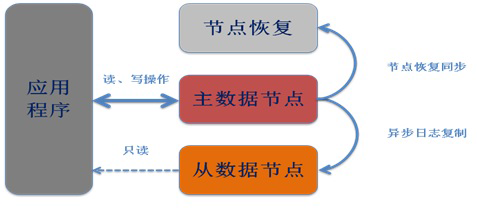 应用
程序
节点恢复
读、写操作
主数据节点
节点恢复同步
异步日志复制
只读
从数据节点